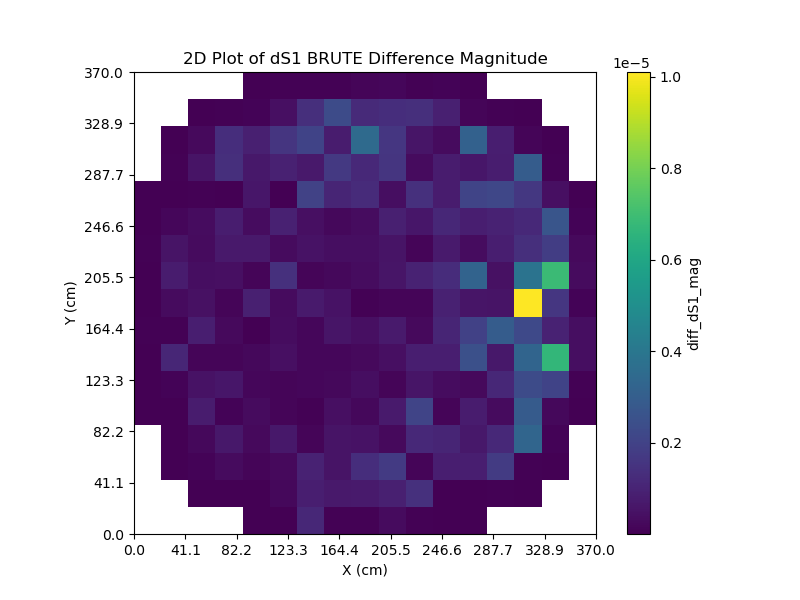 2D Plot of dS1 BRUTE Difference Magnitude
1e−5
370.0
328.9
287.7
246.6
205.5
164.4
123.3
82.2
41.1
0.0
Y (cm)
0.0 41.1 82.2 123.3 164.4 205.5 246.6 287.7 328.9 370.0
X (cm)
1.0
0.8
0.6
0.4
0.2
diff_dS1_mag